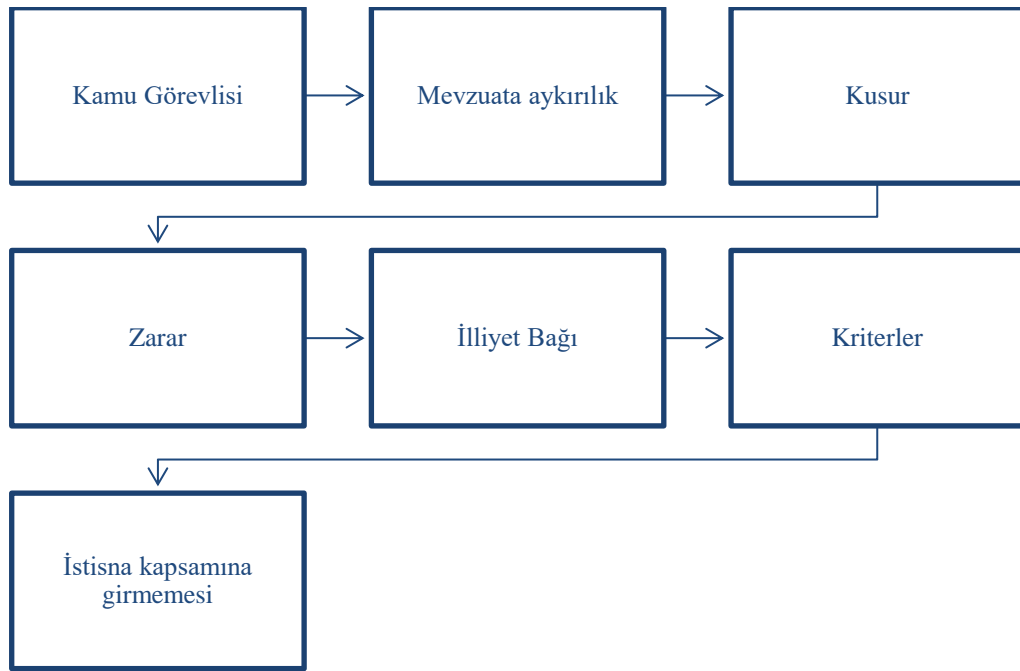 Kamu Görevlisi
Mevzuata aykırılık
Kusur
Zarar
İlliyet Bağı
Kriterler
İstisna kapsamına
girmemesi